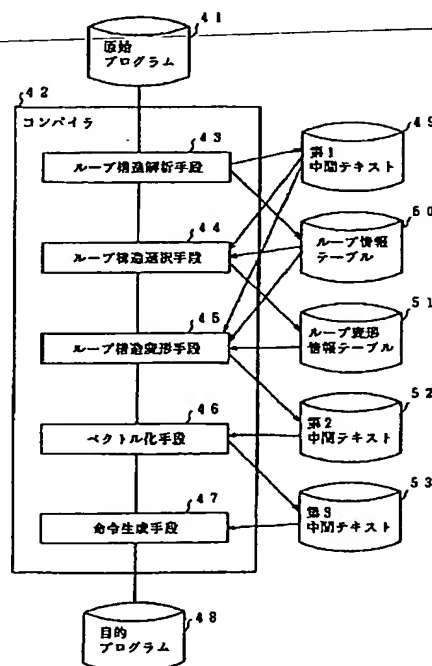 41
原始
プログラム
42
コンパイラ
43
ループ構造解析手段
49
第1
中間テキスト
44
ループ構造選択手段
50
ループ情報
テーブル
45
ループ構造変形手段
51
ループ変形
情報テーブル
46
ベクトル化手段
52
第2
中間テキスト
47
命令生成手段
53
第3
中間テキスト
目的
プログラム
48